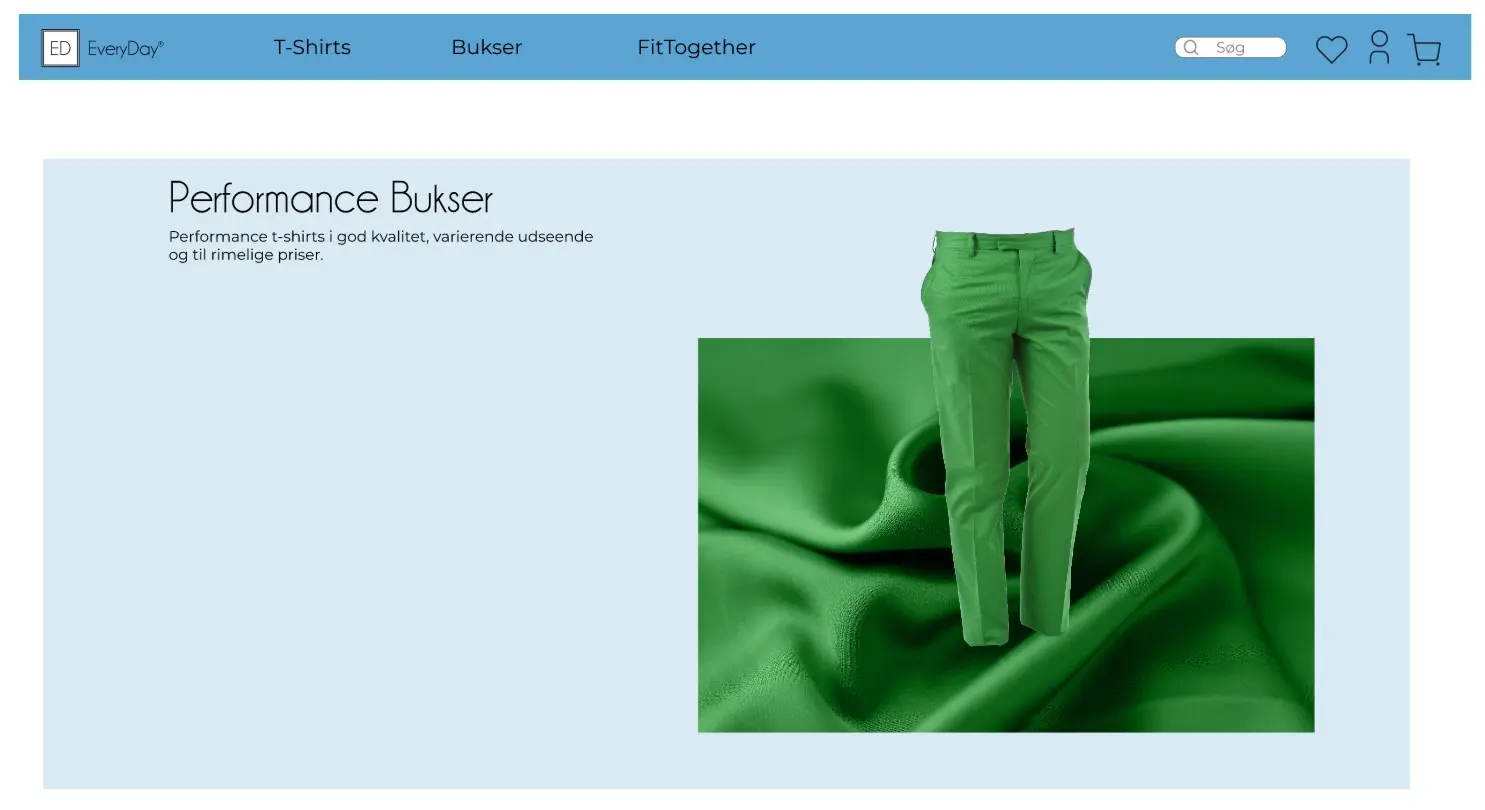 ED EveryDay® T-Shirts Bukser FitTogether Søg
Performance Bukser
Performance t-shirts i god kvalitet, varierende udseende
og til rimelige priser.